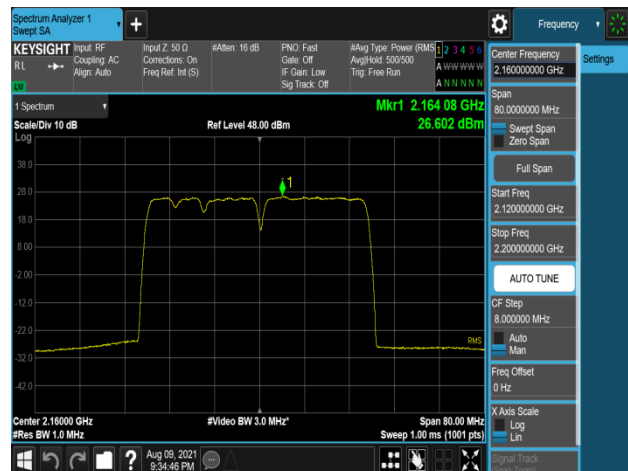 Spectrum Analyzer 1
Swept SA
+
Frequency
KEYSIGHT
RL
Input: RF
Coupling: AC
Align: Auto
Input Z: 50 Ω
Corrections: On
Freq Ref: Int (S)
#Atten: 16 dB
PNO: Fast
Gate: Off
IF Gain: Low
Sig Track: Off
#Avg Type: Power (RMS
Avg|Hold: 500/500
Trig: Free Run
1 2 3 4 5 6
A W W W W W
A N N N N N
LW
1 Spectrum
Scale/Div 10 dB
Ref Level 48.00 dBm
Mkr1 2.164 08 GHz
26.602 dBm
Log
38.0
28.0
18.0
8.00
-2.00
-12.0
-22.0
-32.0
-42.0
1
RMS
Center 2.16000 GHz
#Res BW 1.0 MHz
#Video BW 3.0 MHz*
Span 80.00 MHz
Sweep 1.00 ms (1001 pts)
Center Frequency
2.160000000 GHz
Settings
Span
80.0000000 MHz
Swept Span
Zero Span
Full Span
Start Freq
2.120000000 GHz
Stop Freq
2.200000000 GHz
AUTO TUNE
CF Step
8.000000 MHz
Auto
Man
Freq Offset
0 Hz
X Axis Scale
Log
Lin
Signal Track
(Span Zoom)
?
Aug 09, 2021
9:34:46 PM